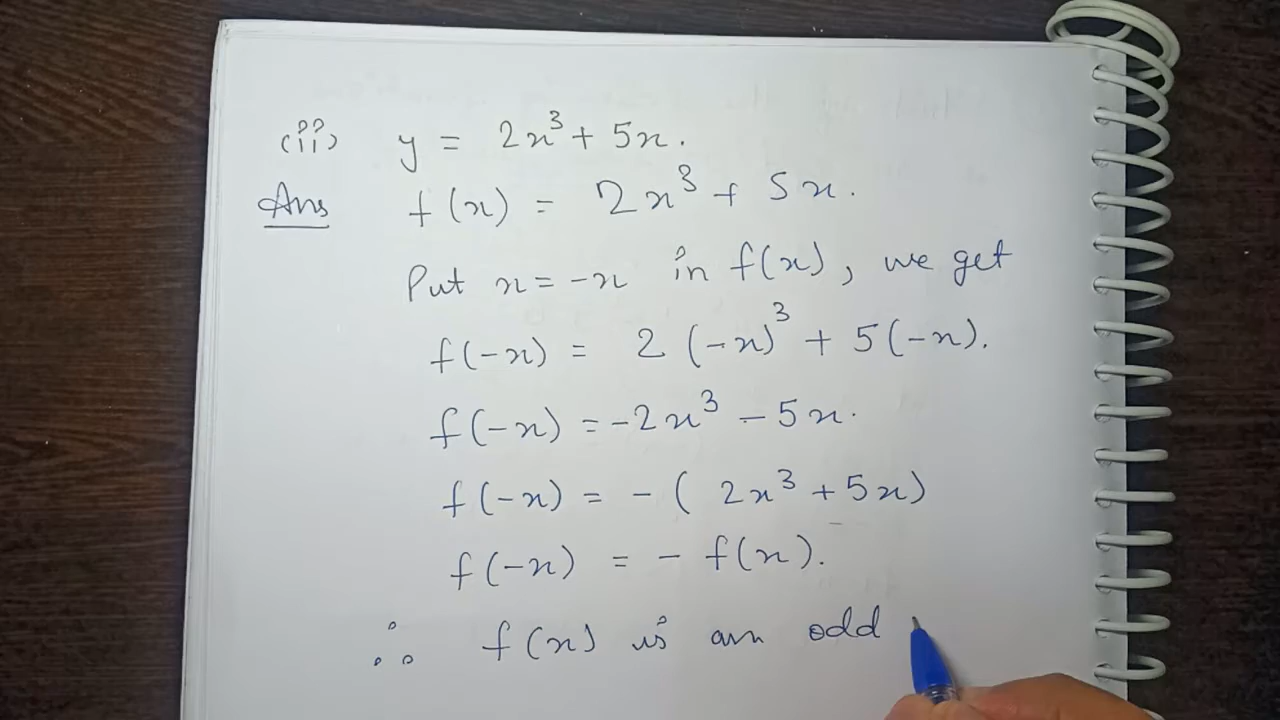 (ii) y = 2x³ + 5x.
Ans f(x) = 2x³ + 5x.
Put x = -x in f(x), we get
f(-x) = 2(-x)³ + 5(-x).
f(-x) = -2x³ - 5x.
f(-x) = - ( 2x³ + 5x)
f(-x) = - f(x).
∴ f(x) is an odd